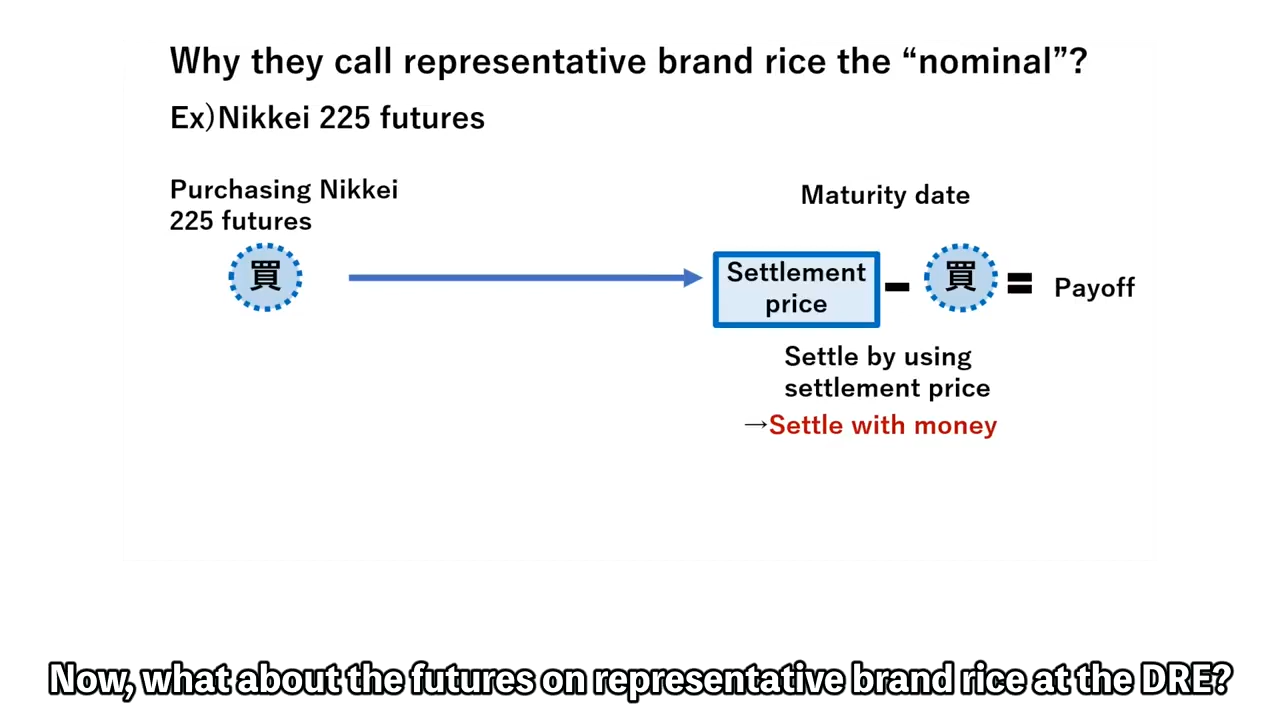 Why they call representative brand rice the “nominal”?
Ex)Nikkei 225 futures
Purchasing Nikkei
225 futures
買
Maturity date
Settlement
price
-
買
=
Payoff
Settle by using
settlement price
→Settle with money
Now, what about the futures on representative brand rice at the DRE?